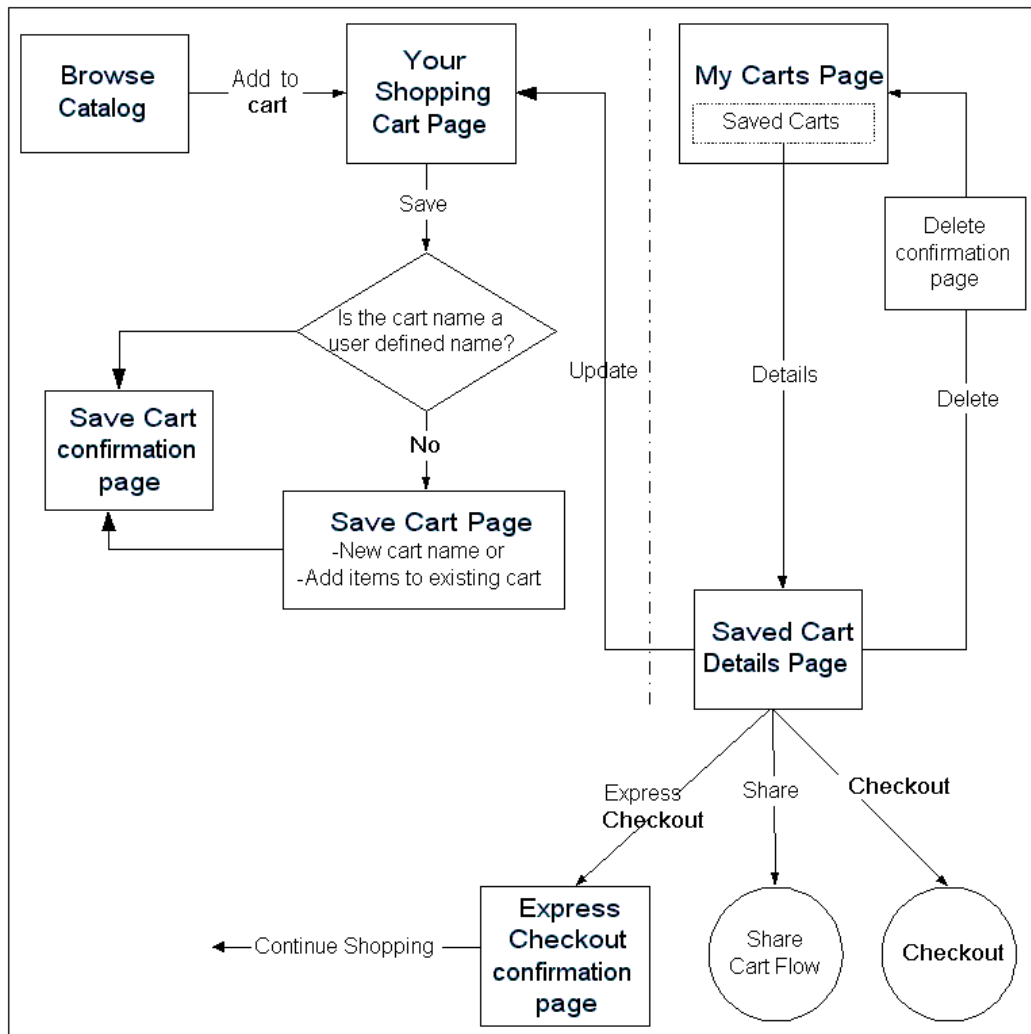 Browse
Catalog
Add to
cart
Your
Shopping
Cart Page
My Carts Page
Saved Carts
Save
Delete
confirmation
page
Is the cart name a
user defined name?
Update
Details
Delete
Save Cart
confirmation
page
No
Save Cart Page
-New cart name or
-Add items to existing cart
Saved Cart
Details Page
Express
Checkout
Share
Checkout
Express
Checkout
confirmation
page
Continue Shopping
Share
Cart Flow
Checkout